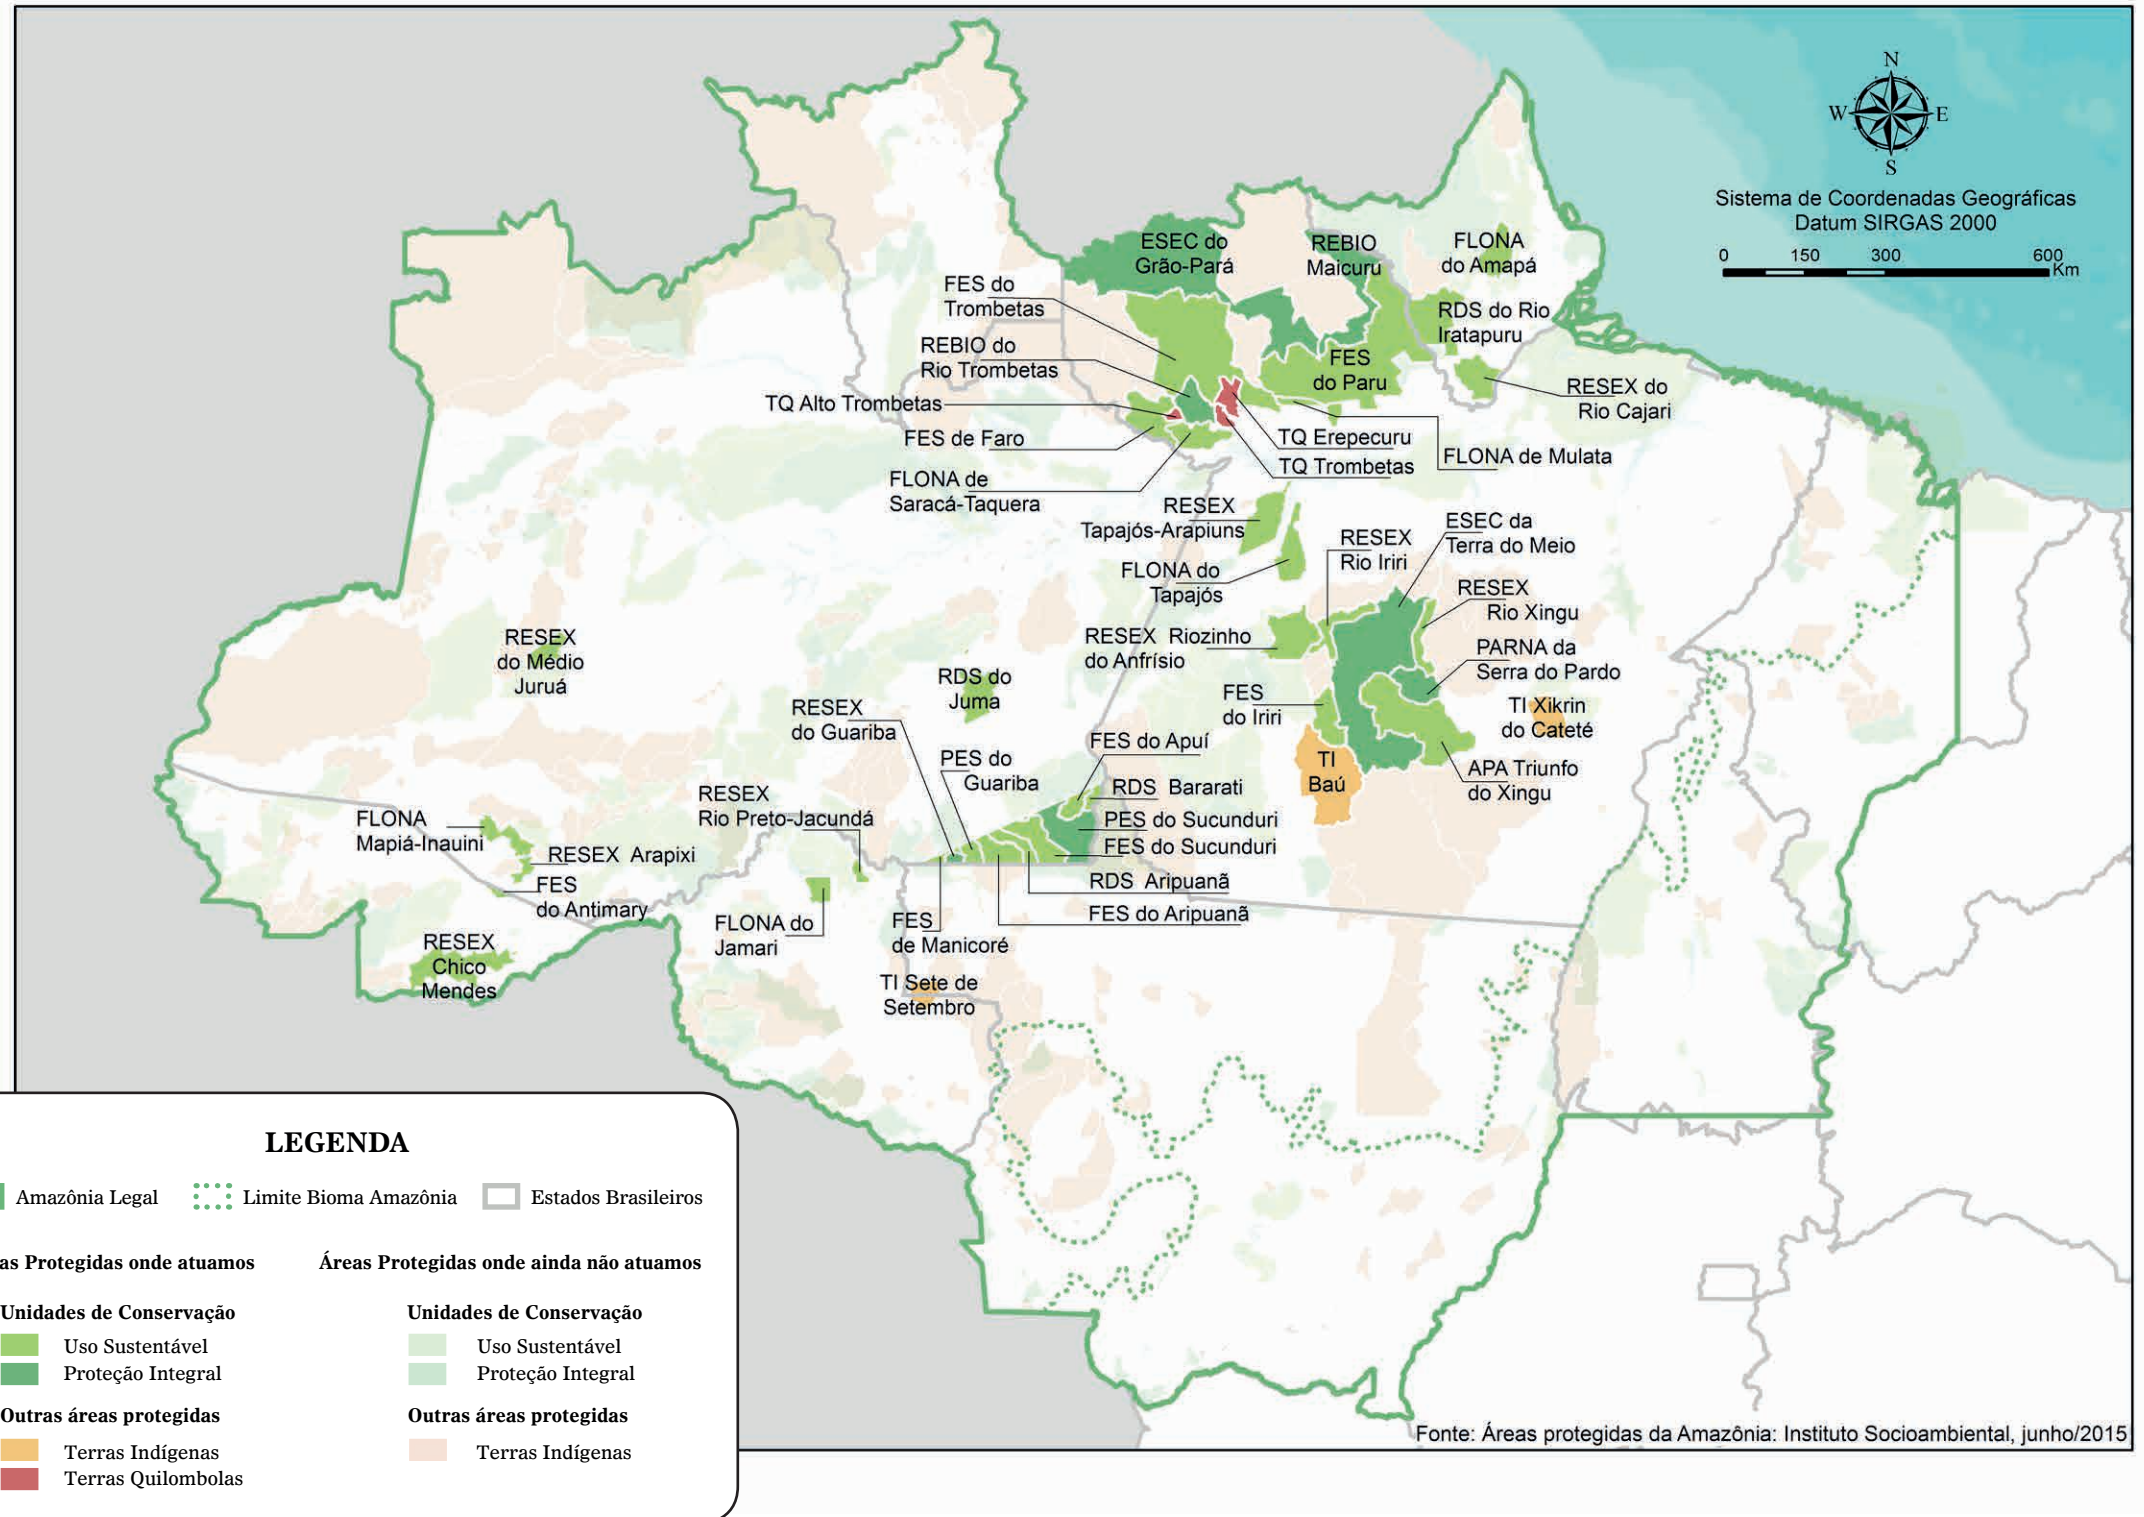 N
W
E
S
Sistema de Coordenadas Geográficas
Datum SIRGAS 2000
0
150
300
600
Km
ESEC do
Grão-Pará
REBIO
Maicuru
FLONA
do Amapá
FES do
Trombetas
RDS do Rio
Iratapuru
REBIO do
Rio Trombetas
FES
do Paru
RESEX do
Rio Cajari
TQ Alto Trombetas
FES de Faro
TQ Erepecuru
TQ Trombetas
FLONA de Mulata
FLONA de
Saracá-Taquera
RESEX
Tapajós-Arapiuns
FLONA do
Tapajós
RESEX
Rio Iriri
ESEC da
Terra do Meio
RESEX
Rio Xingu
RESEX Riozinho
do Anfrísio
PARNA da
Serra do Pardo
FES
do Iriri
TI Xikrin
do Cateté
TI
Baú
APA Triunfo
do Xingu
RESEX
do Médio
Juruá
RDS do
Juma
RESEX
do Guariba
PES do
Guariba
FES do Apuí
RDS Bararati
PES do Sucunduri
FES do Sucunduri
RDS Aripuanã
FES do Aripuanã
RESEX
Rio Preto-Jacundá
FLONA
Mapiá-Inauini
RESEX Arapixi
FES
do Antimary
FLONA do
Jamari
FES
de Manicoré
RESEX
Chico
Mendes
TI Sete de
Setembro
LEGENDA
Amazônia Legal
Limite Bioma Amazônia
Estados Brasileiros
as Protegidas onde atuamos
Unidades de Conservação
Uso Sustentável
Proteção Integral
Outras áreas protegidas
Terras Indígenas
Terras Quilombolas
Áreas Protegidas onde ainda não atuamos
Unidades de Conservação
Uso Sustentável
Proteção Integral
Outras áreas protegidas
Terras Indígenas
Fonte: Áreas protegidas da Amazônia: Instituto Socioambiental, junho/2015